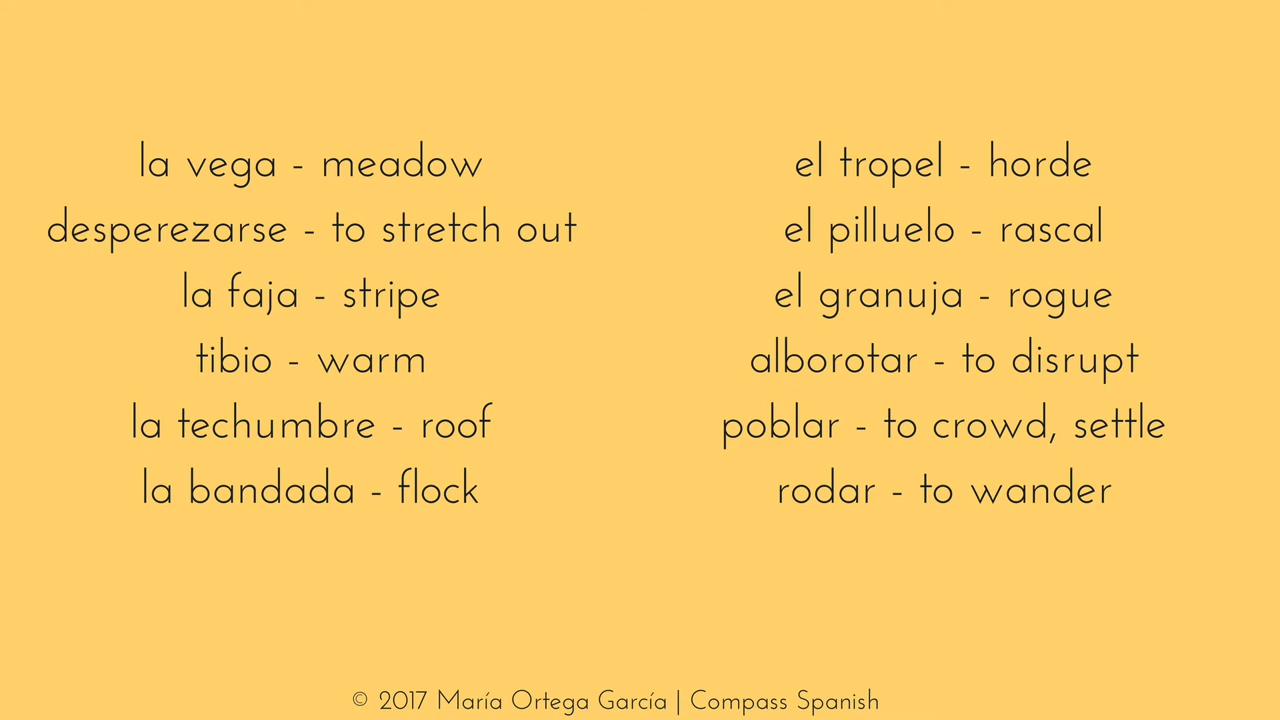 la vega - meadow
desperezarse - to stretch out
la faja - stripe
tibio - warm
la techumbre - roof
la bandada - flock
el tropel - horde
el pilluelo - rascal
el granuja - rogue
alborotar - to disrupt
poblar - to crowd, settle
rodar - to wander
© 2017 María Ortega García | Compass Spanish